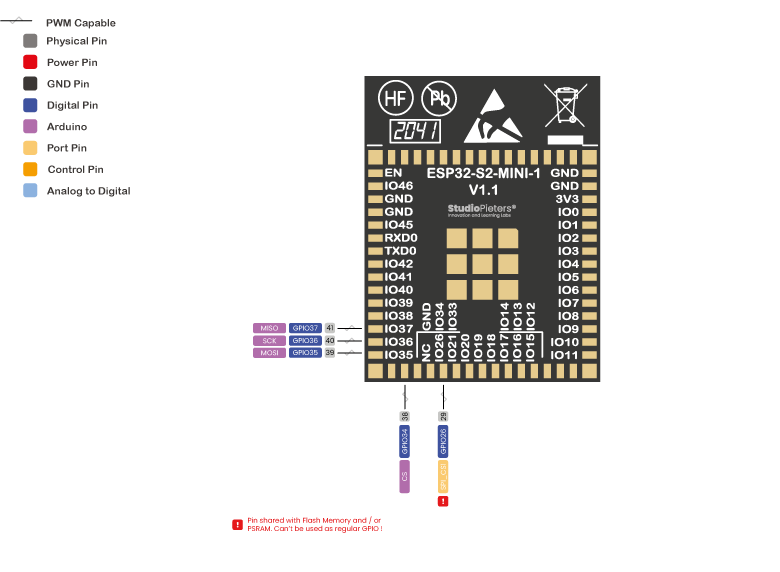 PWM Capable
Physical Pin
Power Pin
GND Pin
Digital Pin
Arduino
Port Pin
Control Pin
Analog to Digital
HF
Pb
2041
ESP32-S2-MINI-1
V1.1
StudioPieters®
Innovation and Learning Labs
EN
IO46
GND
GND
IO45
RXD0
TXD0
IO42
IO41
IO40
IO39
IO38
IO37
IO36
IO35
GND
GND
3V3
IO0
IO1
IO2
IO3
IO4
IO5
IO6
IO7
IO8
IO9
IO10
IO11
NC GND
IO26 IO34
IO21 IO33
IO20
IO19
IO18
IO17 IO14
IO16 IO13
IO15 IO12
MISO GPIO37 41
SCK GPIO36 40
MOSI GPIO35 39
CS GPIO34 38
SPI_CS1 GPIO26 29
!
! Pin shared with Flash Memory and / or
PSRAM. Can't be used as regular GPIO !